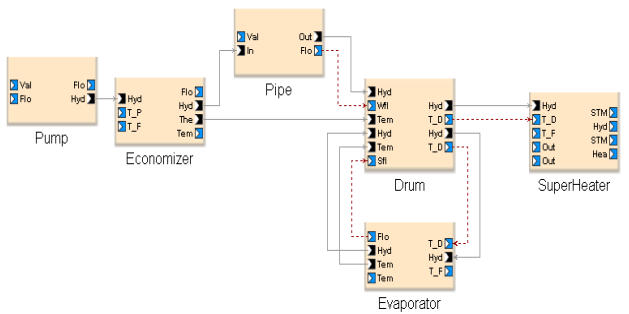 Val
Flo
Flo
Hyd
Pump
Hyd
T_P
T_F
Flo
Hyd
The
Tem
Economizer
Val
In
Out
Flo
Pipe
Hyd
Wfl
Tem
Hyd
Tem
Sfl
Hyd
T_D
Hyd
T_D
Drum
Hyd
T_D
T_F
Out
Out
STM
Hyd
STM
Hea
SuperHeater
Flo
Hyd
Tem
Tem
T_D
Hyd
T_F
Evaporator